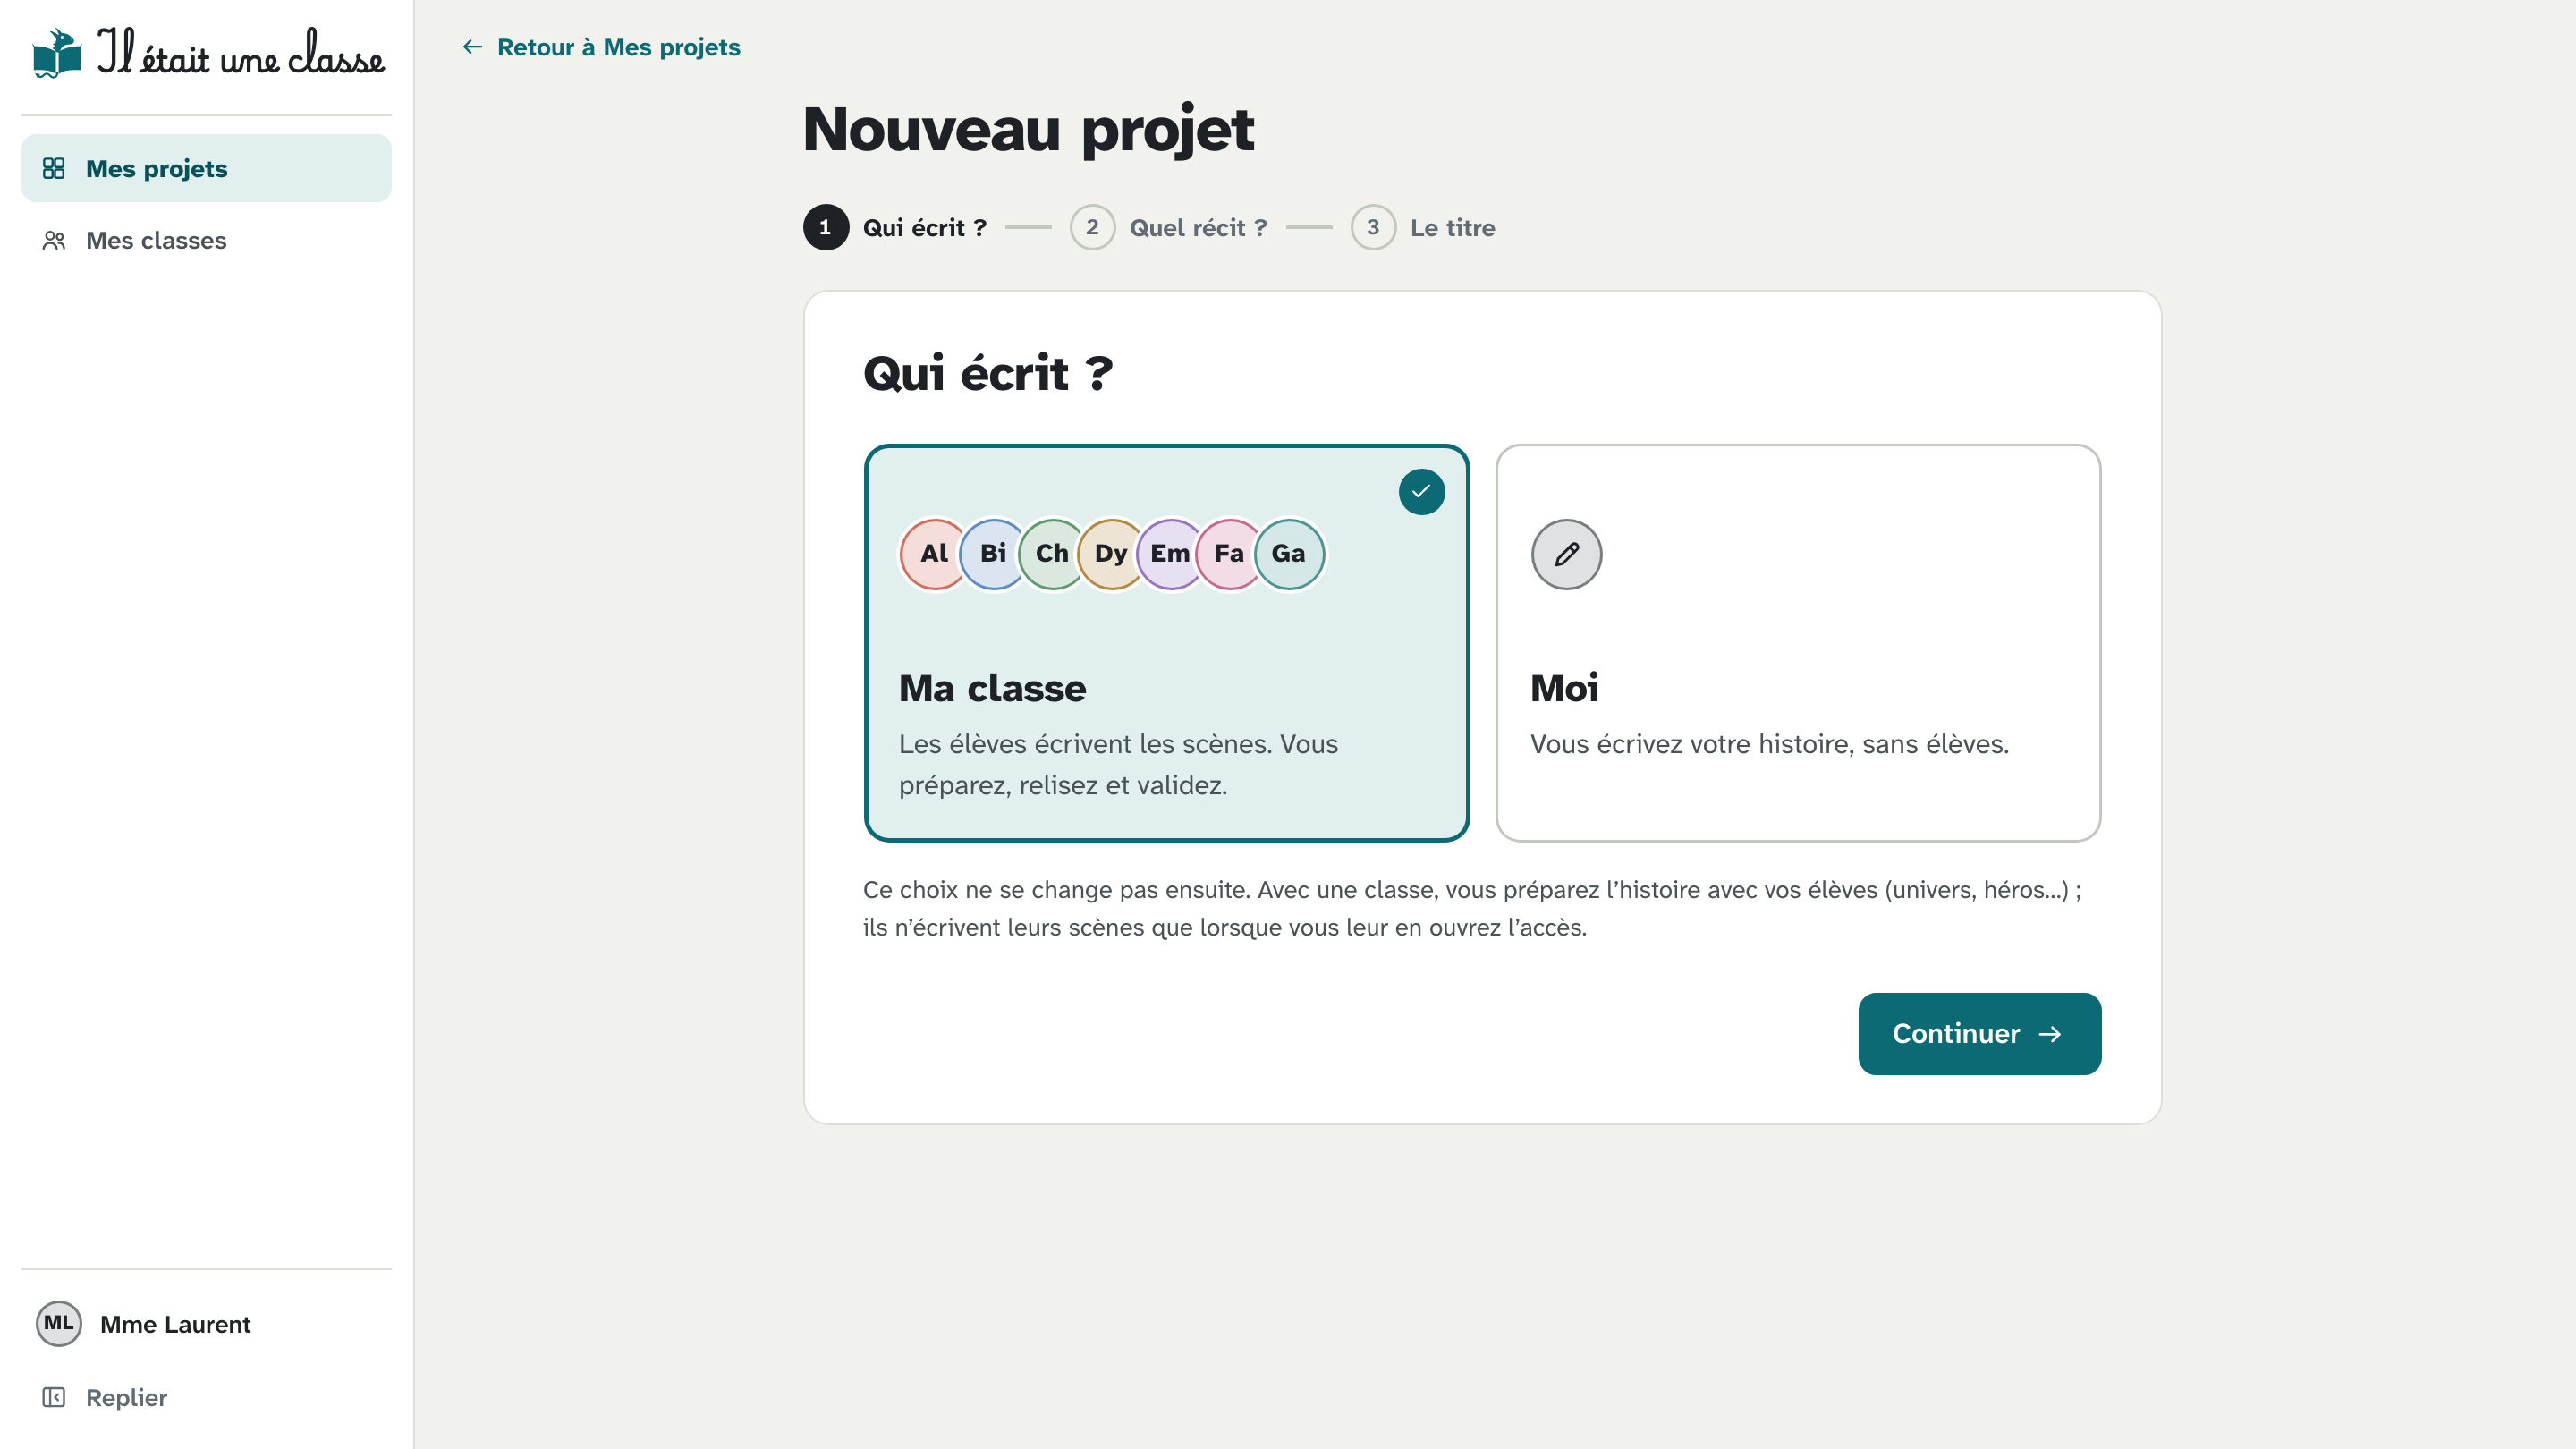 Il était une classe
Mes projets
Mes classes
Mme Laurent
ML
Replier
Retour à Mes projets
Nouveau projet
1 Qui écrit ? 2 Quel récit ? 3 Le titre
Qui écrit ?
Al Bi Ch Dy Em Fa Ga
Ma classe
Les élèves écrivent les scènes. Vous
préparez, relisez et validez.
Moi
Vous écrivez votre histoire, sans élèves.
Ce choix ne se change pas ensuite. Avec une classe, vous préparez l’histoire avec vos élèves (univers, héros…) ;
ils n’écrivent leurs scènes que lorsque vous leur en ouvrez l’accès.
Continuer